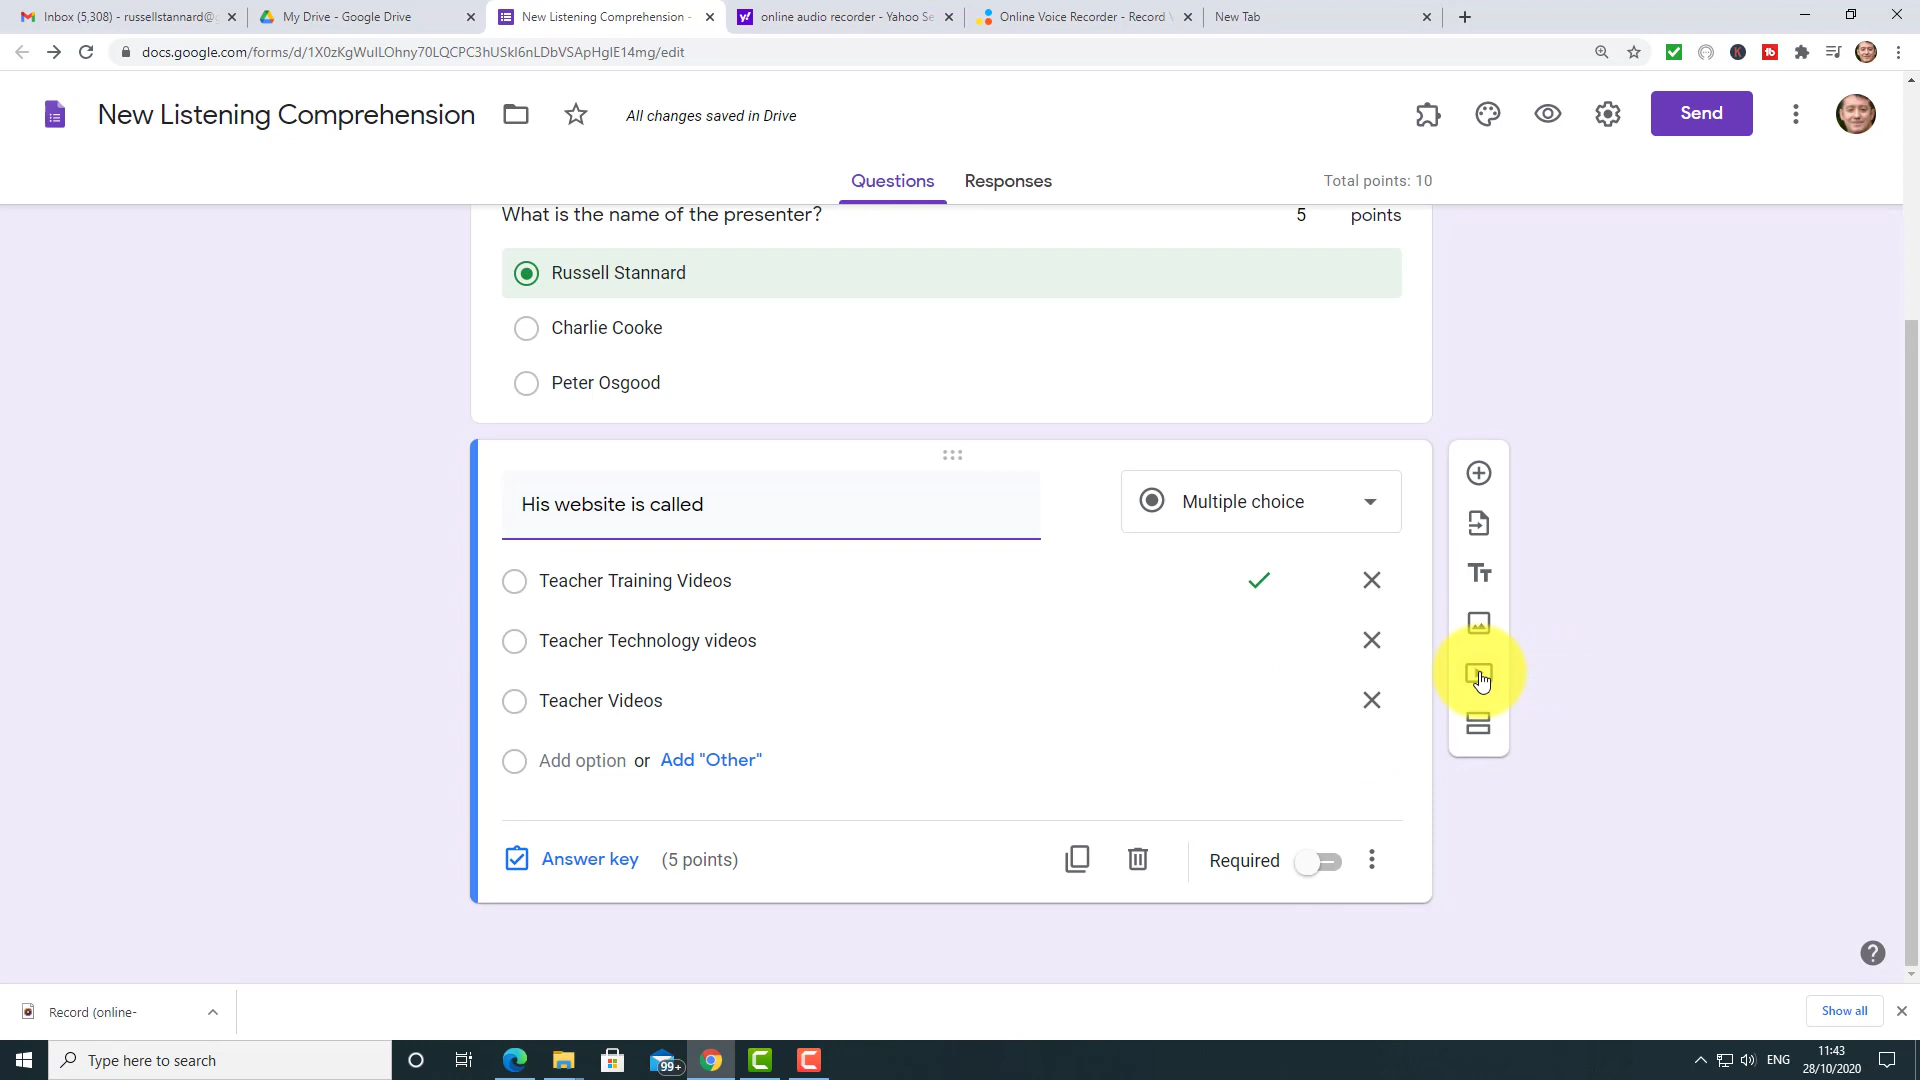 Inbox (5,308) - russellstannard@
My Drive - Google Drive
New Listening Comprehension -
online audio recorder - Yahoo Se
Online Voice Recorder - Record
New Tab
docs.google.com/forms/d/1X0zKgWuILOhny70LQCPC3hUSkI6nLDbVSApHgIE14mg/edit
New Listening Comprehension
All changes saved in Drive
Send
Questions
Responses
Total points: 10
What is the name of the presenter?
5 points
Russell Stannard
Charlie Cooke
Peter Osgood
His website is called
Multiple choice
Teacher Training Videos
Teacher Technology videos
Teacher Videos
Add option or Add "Other"
Answer key (5 points)
Required
Record (online-
Show all
Type here to search
99+
ENG
11:43
28/10/2020